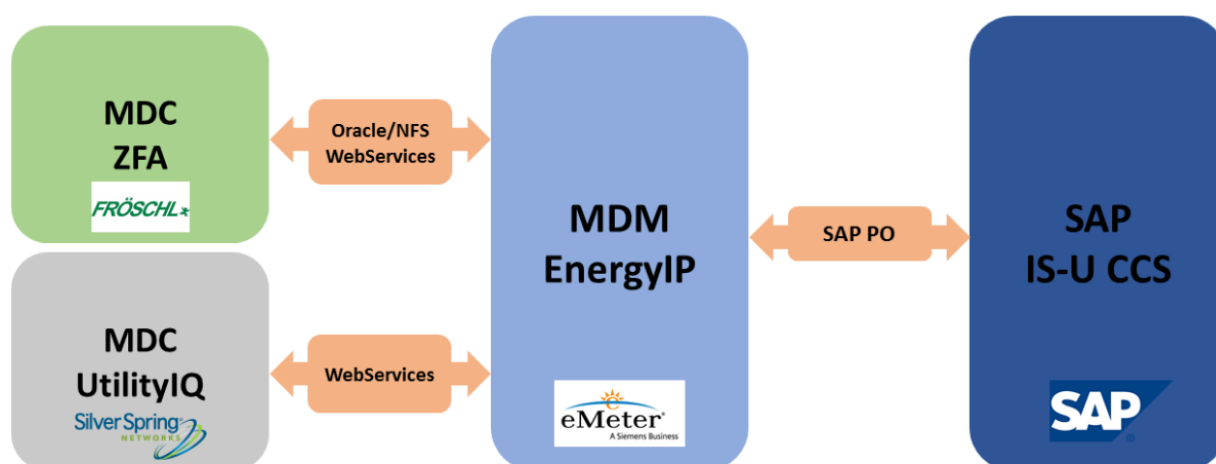 MDC
ZFA
FRÖSCHL
Oracle/NFS
WebServices
MDC
UtilityIQ
Silver Spring
NETWORKS
WebServices
MDM
EnergyIP
eMeter®
A Siemens Business
SAP PO
SAP
IS-U CCS
SAP®